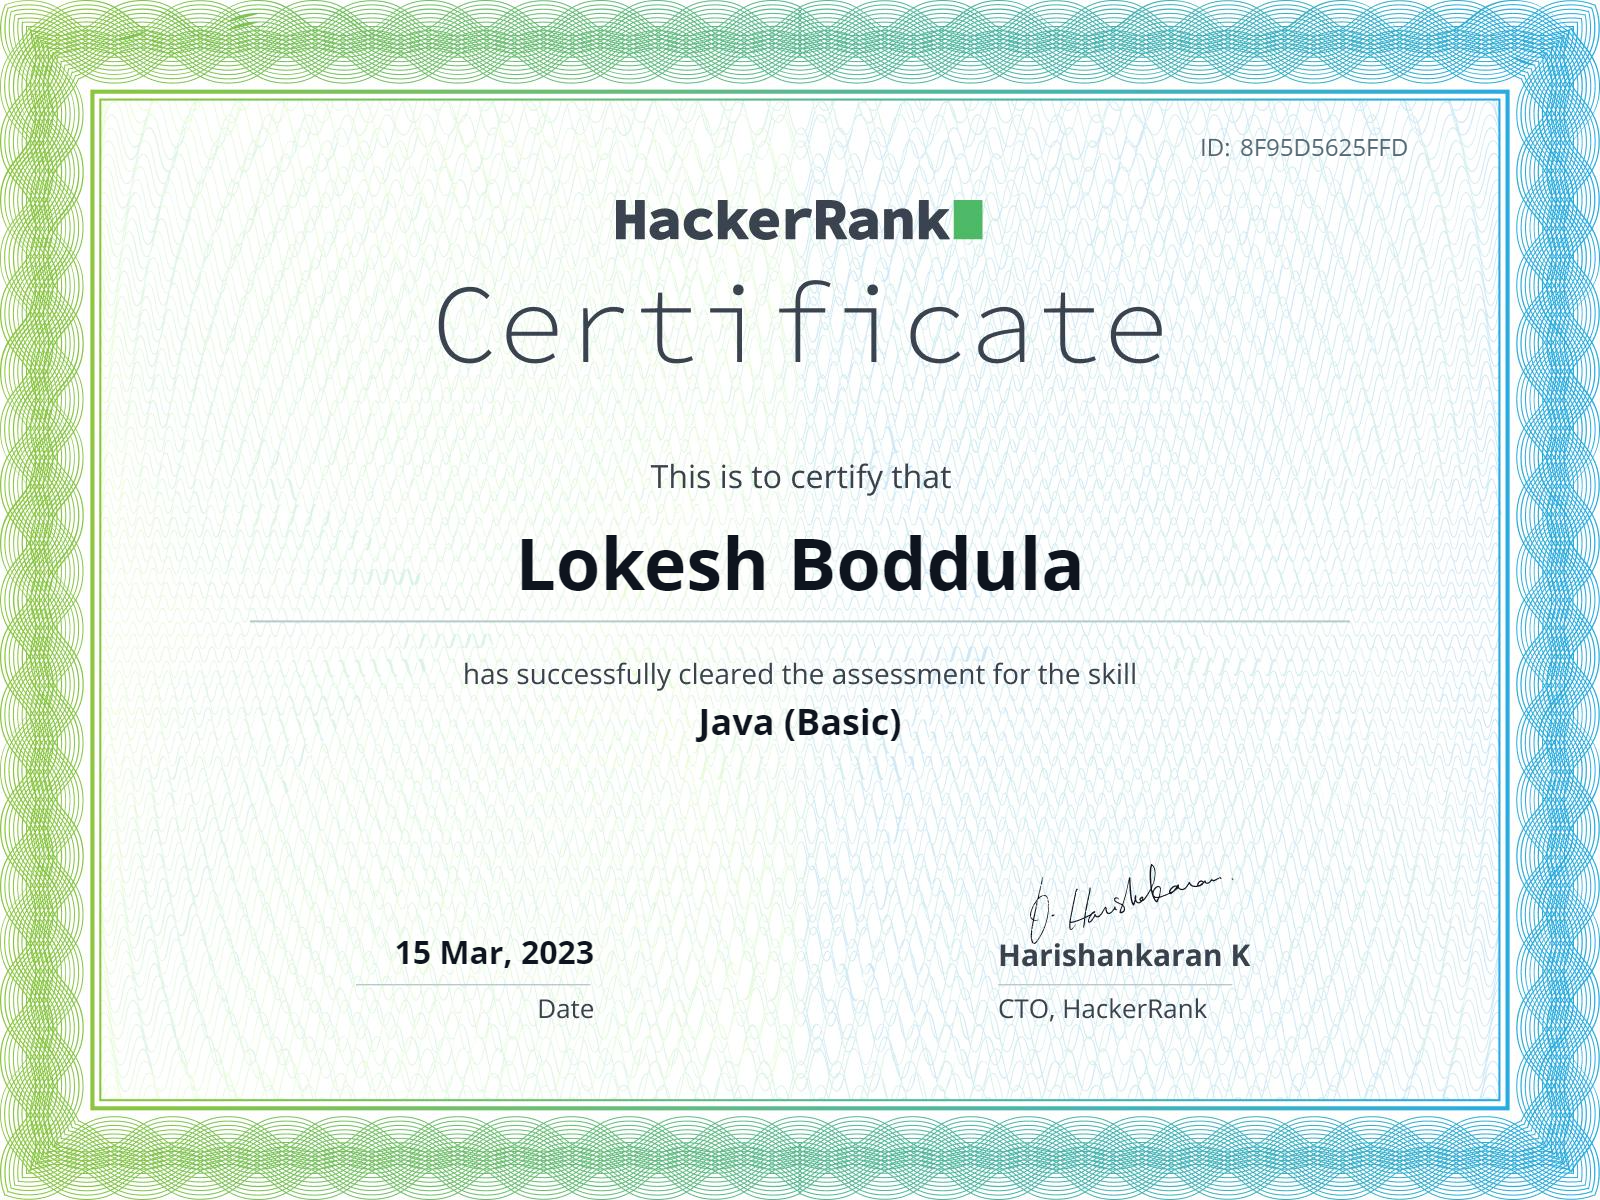 ID: 8F95D5625FFD
HackerRank
Certificate
This is to certify that
Lokesh Boddula
has successfully cleared the assessment for the skill
Java (Basic)
J. Harishankaran
15 Mar, 2023
Harishankaran K
Date
CTO, HackerRank